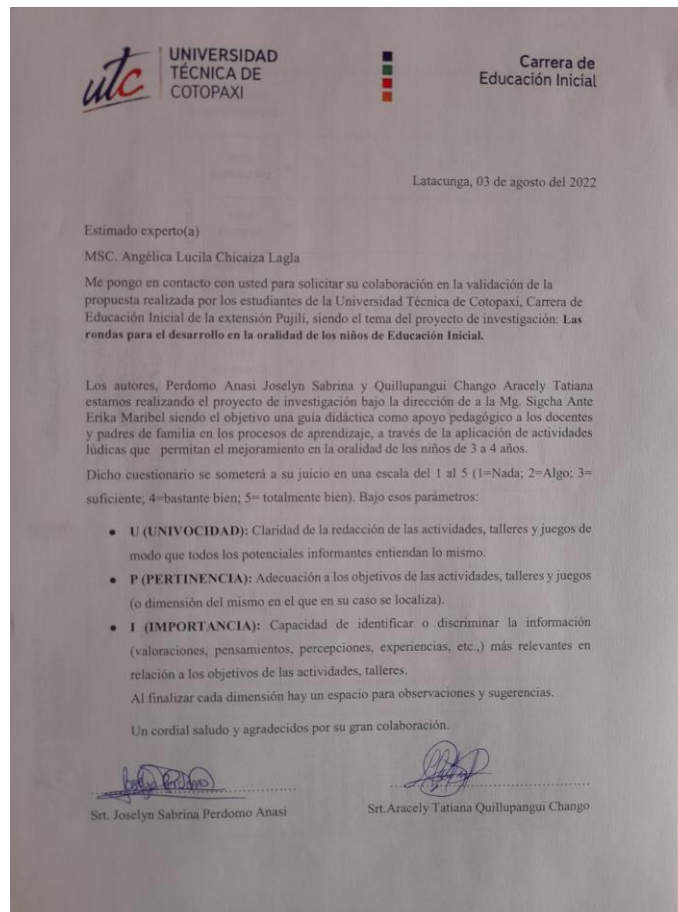 utc
UNIVERSIDAD
TÉCNICA DE
COTOPAXI
Carrera de
Educación Inicial
Latacunga, 03 de agosto del 2022
Estimado experto(a)
MSC. Angélica Lucila Chicaiza Lagla
Me pongo en contacto con usted para solicitar su colaboración en la validación de la
propuesta realizada por los estudiantes de la Universidad Técnica de Cotopaxi, Carrera de
Educación Inicial de la extensión Pujilí, siendo el tema del proyecto de investigación: Las
rondas para el desarrollo en la oralidad de los niños de Educación Inicial.
Los autores, Perdomo Anasi Joselyn Sabrina y Quillupangui Chango Aracely Tatiana
estamos realizando el proyecto de investigación bajo la dirección de a la Mg. Sigcha Ante
Erika Maribel siendo el objetivo una guía didáctica como apoyo pedagógico a los docentes
y padres de familia en los procesos de aprendizaje, a través de la aplicación de actividades
lúdicas que permitan el mejoramiento en la oralidad de los niños de 3 a 4 años.
Dicho cuestionario se someterá a su juicio en una escala del 1 al 5 (1=Nada; 2=Algo; 3=
suficiente; 4=bastante bien; 5= totalmente bien). Bajo esos parámetros:
• U (UNIVOCIDAD): Claridad de la redacción de las actividades, talleres y juegos de
modo que todos los potenciales informantes entiendan lo mismo.
• P (PERTINENCIA): Adecuación a los objetivos de las actividades, talleres y juegos
(o dimensión del mismo en el que en su caso se localiza).
• I (IMPORTANCIA): Capacidad de identificar o discriminar la información
(valoraciones, pensamientos, percepciones, experiencias, etc.,) más relevantes en
relación a los objetivos de las actividades, talleres.
Al finalizar cada dimensión hay un espacio para observaciones y sugerencias.
Un cordial saludo y agradecidos por su gran colaboración.
Joselyn Perdomo
Srt. Joselyn Sabrina Perdomo Anasi
Srt.Aracely Tatiana Quillupangui Chango